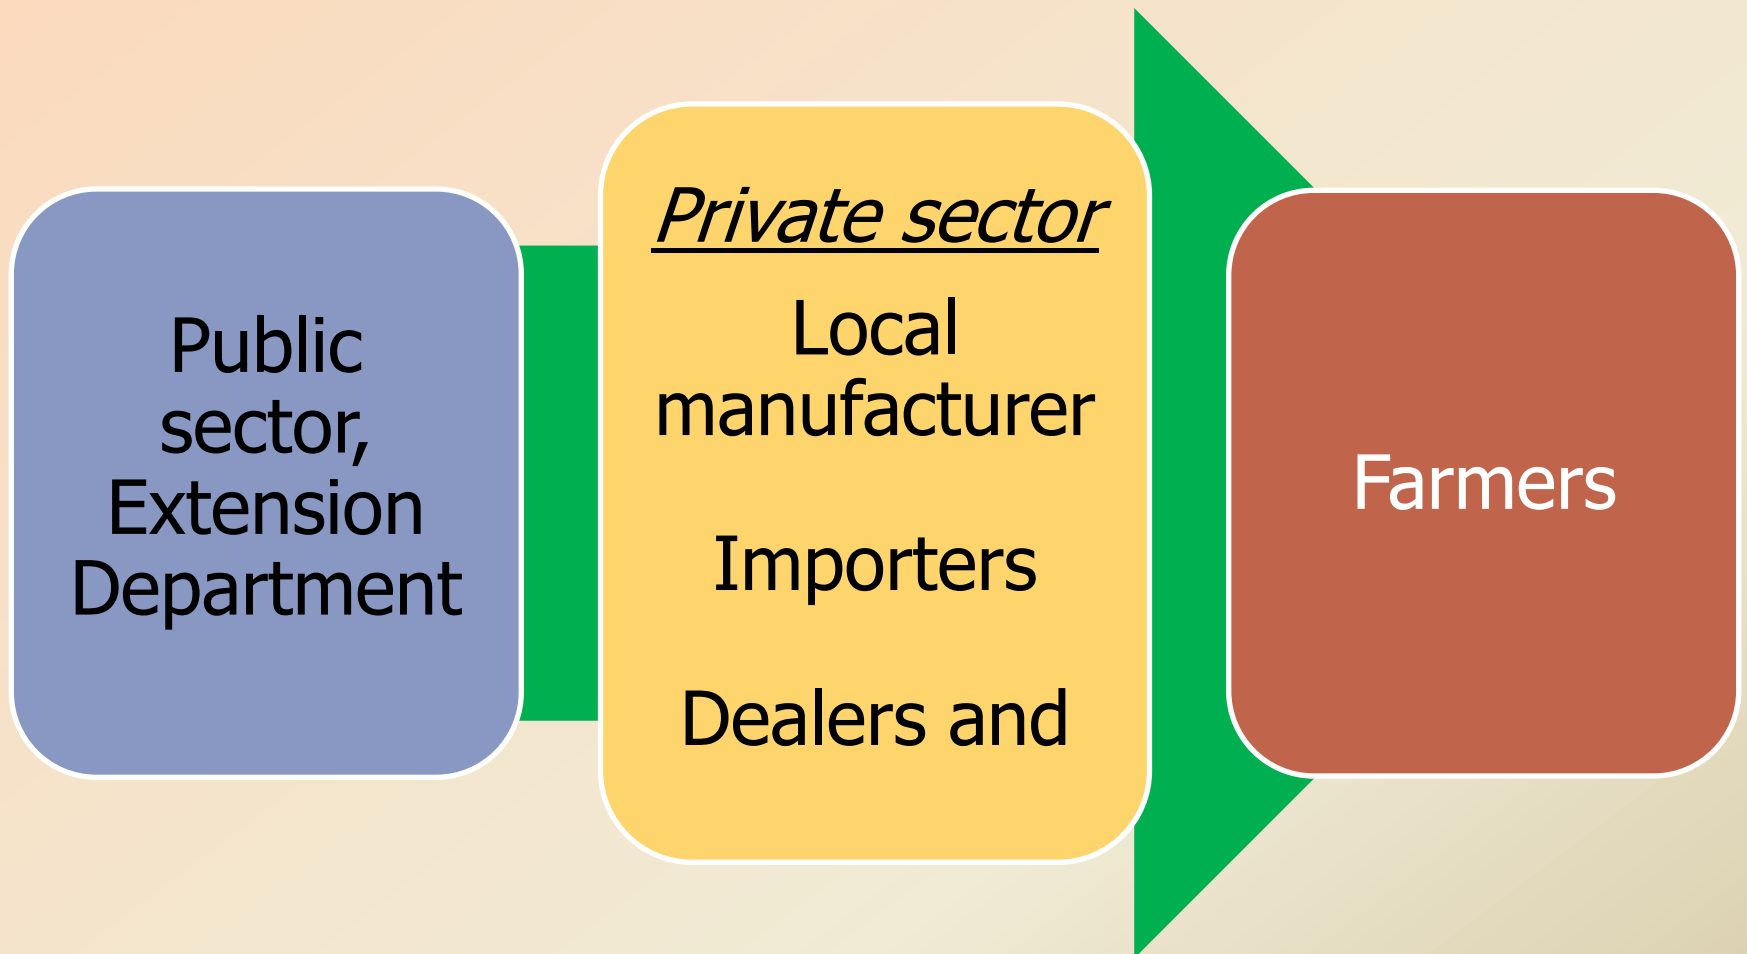 Public
sector,
Extension
Department
Private sector
Local
manufacturer
Importers
Dealers and
Farmers